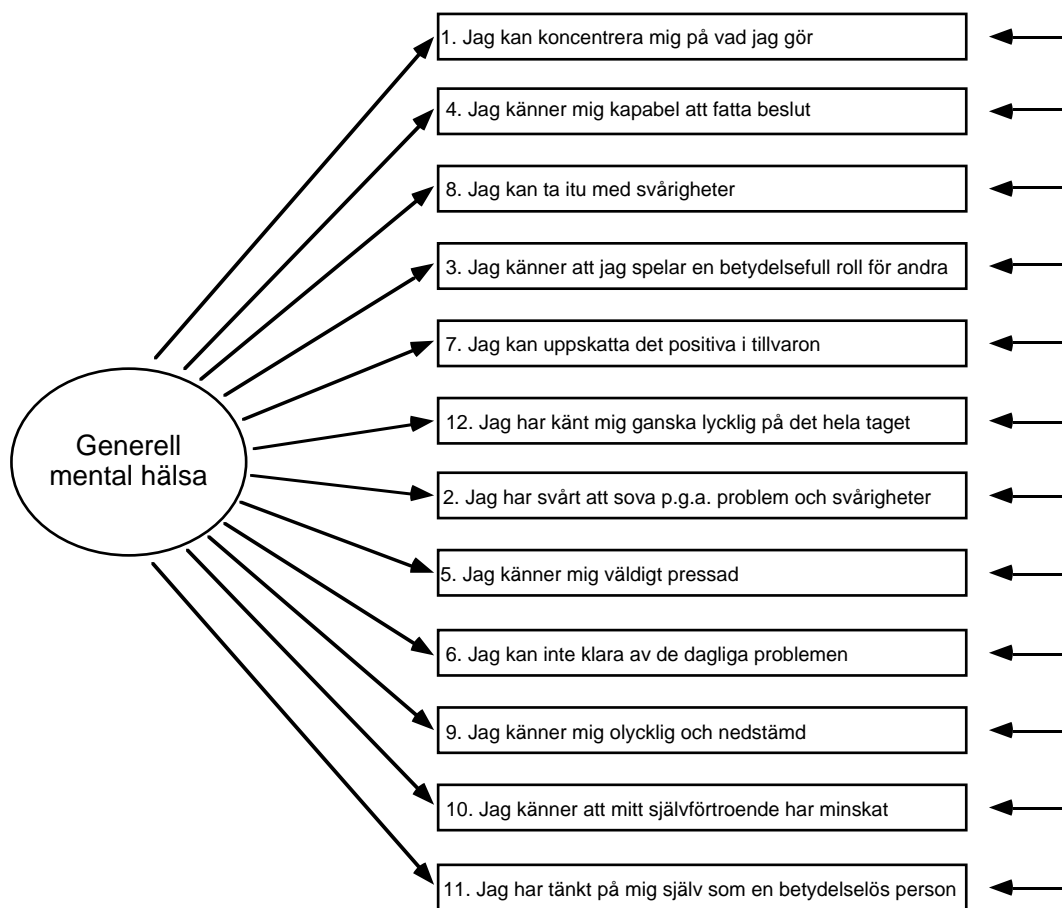 1. Jag kan koncentrera mig på vad jag gör
4. Jag känner mig kapabel att fatta beslut
8. Jag kan ta itu med svårigheter
3. Jag känner att jag spelar en betydelsefull roll för andra
7. Jag kan uppskatta det positiva i tillvaron
12. Jag har känt mig ganska lycklig på det hela taget
Generell
mental hälsa
2. Jag har svårt att sova p.g.a. problem och svårigheter
5. Jag känner mig väldigt pressad
6. Jag kan inte klara av de dagliga problemen
9. Jag känner mig olycklig och nedstämd
10. Jag känner att mitt självförtroende har minskat
11. Jag har tänkt på mig själv som en betydelselös person